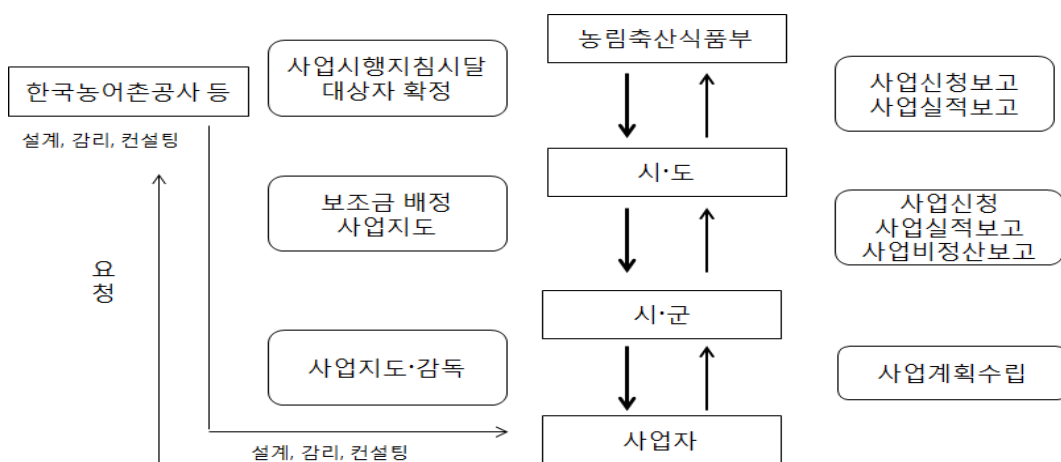 농림축산식품부
사업시행지침시달
대상자 확정
한국농어촌공사 등
사업신청보고
사업실적보고
설계, 감리, 컨설팅
시·도
보조금 배정
사업지도
사업신청
사업실적보고
사업비정산보고
요청
시·군
사업지도·감독
사업계획수립
사업자
설계, 감리, 컨설팅